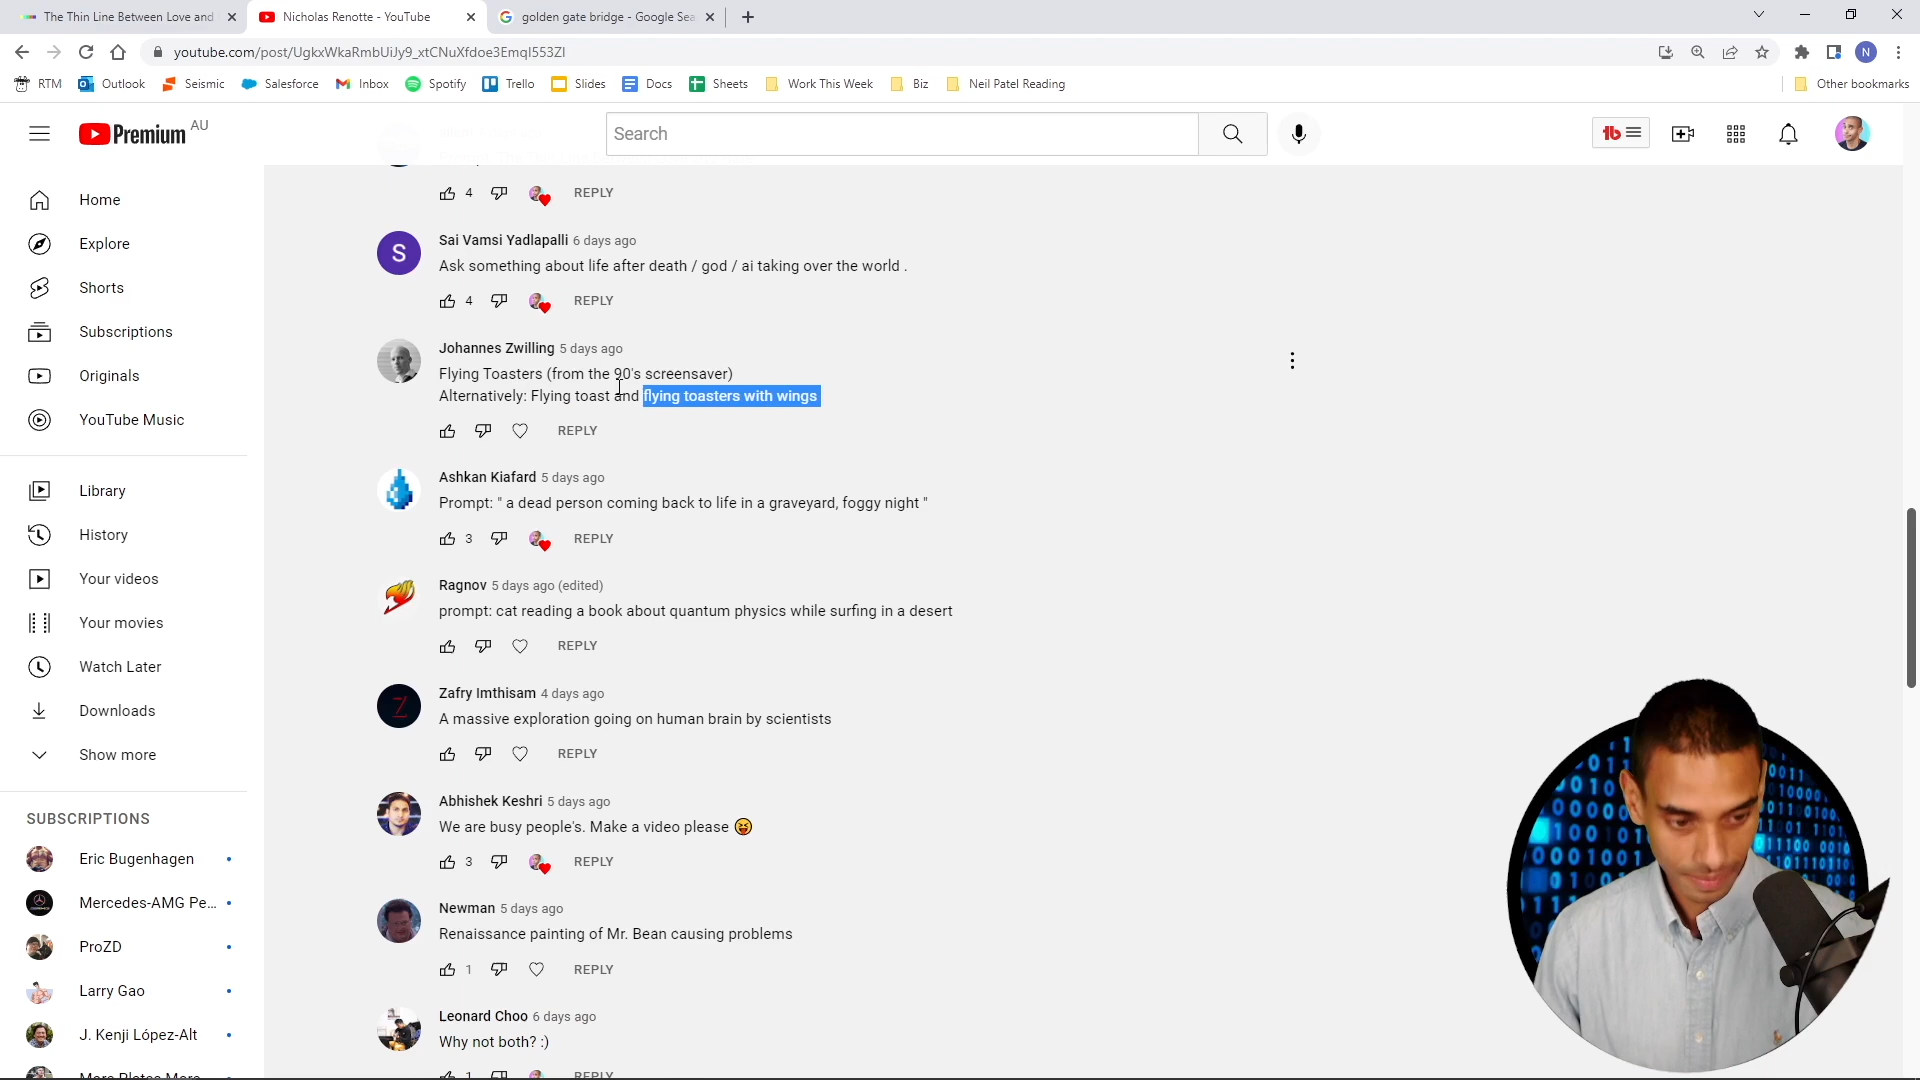 The Thin Line Between Love and
Nicholas Renotte - YouTube
golden gate bridge - Google Sea
youtube.com/post/UgkxWkaRmbUiJy9_xtCNuXfdoe3EmqI553ZI
N
RTM
Outlook
Seismic
Salesforce
Inbox
Spotify
Trello
Slides
Docs
Sheets
Work This Week
Biz
Neil Patel Reading
Other bookmarks
Premium AU
Search
Home
Explore
Shorts
Subscriptions
Originals
YouTube Music
Library
History
Your videos
Your movies
Watch Later
Downloads
Show more
SUBSCRIPTIONS
Eric Bugenhagen
Mercedes-AMG Pe...
ProZD
Larry Gao
J. Kenji López-Alt
4 REPLY
S
Sai Vamsi Yadlapalli 6 days ago
Ask something about life after death / god / ai taking over the world .
4 REPLY
Johannes Zwilling 5 days ago
Flying Toasters (from the 90's screensaver)
Alternatively: Flying toast and flying toasters with wings
REPLY
Ashkan Kiafard 5 days ago
Prompt: " a dead person coming back to life in a graveyard, foggy night "
3 REPLY
Ragnov 5 days ago (edited)
prompt: cat reading a book about quantum physics while surfing in a desert
REPLY
Z
Zafry Imthisam 4 days ago
A massive exploration going on human brain by scientists
REPLY
Abhishek Keshri 5 days ago
We are busy people's. Make a video please 😝
3 REPLY
Newman 5 days ago
Renaissance painting of Mr. Bean causing problems
1 REPLY
Leonard Choo 6 days ago
Why not both? :)
1 REPLY